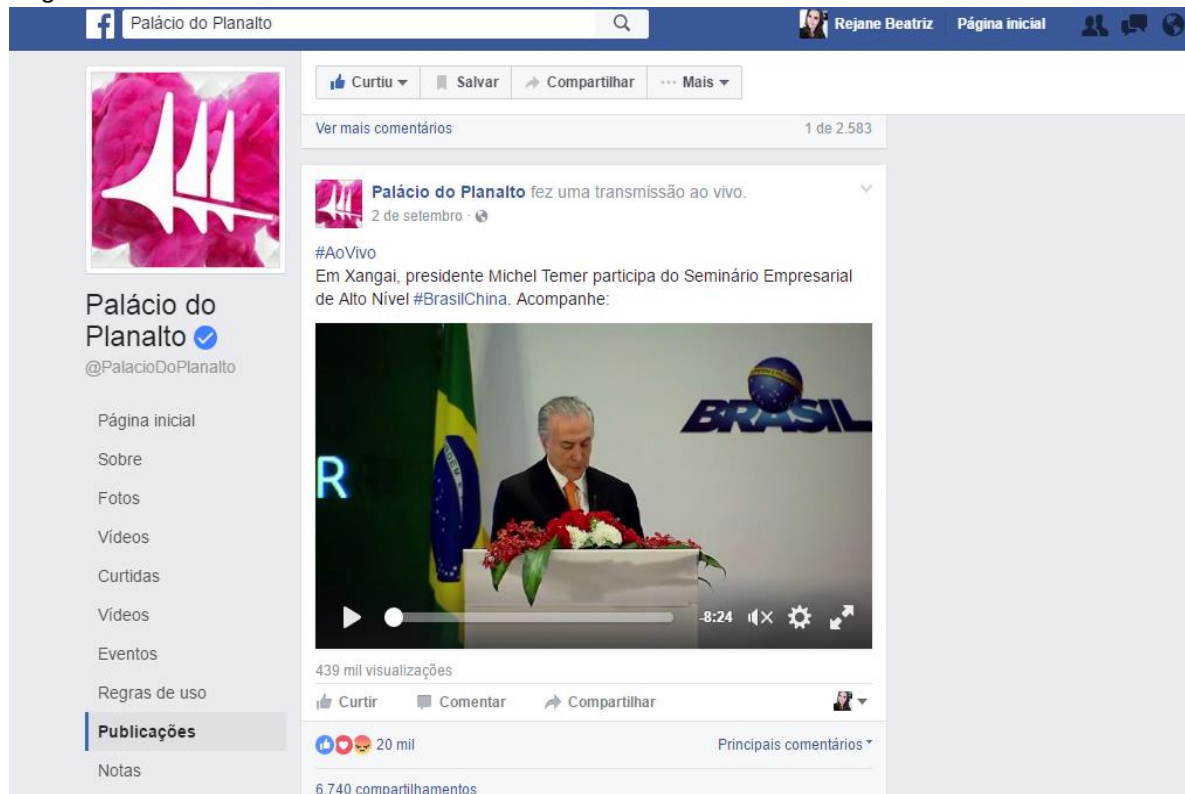 Palácio do Planalto
Rejane Beatriz Página inicial
Curtiu Salvar Compartilhar Mais
Ver mais comentários 1 de 2.583
Palácio do Planalto fez uma transmissão ao vivo.
2 de setembro ·
#AoVivo
Em Xangai, presidente Michel Temer participa do Seminário Empresarial
de Alto Nível #BrasilChina. Acompanhe:
Palácio do
Planalto
@PalacioDoPlanalto
Página inicial
Sobre
Fotos
Vídeos
Curtidas
Vídeos
Eventos
Regras de uso
Publicações
Notas
BRASIL
R
-8:24
439 mil visualizações
Curtir Comentar Compartilhar
20 mil Principais comentários
6.740 compartilhamentos